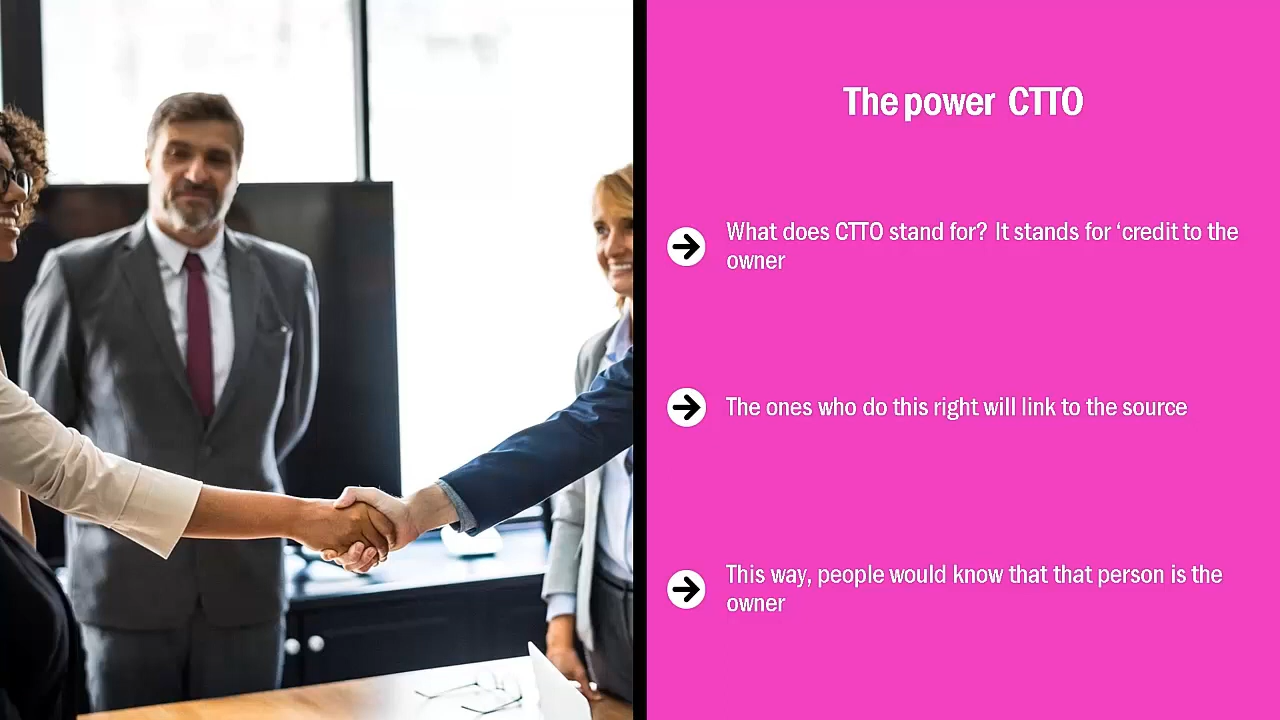 The power CTTO
What does CTTO stand for? It stands for ‘credit to the
owner
The ones who do this right will link to the source
This way, people would know that that person is the
owner